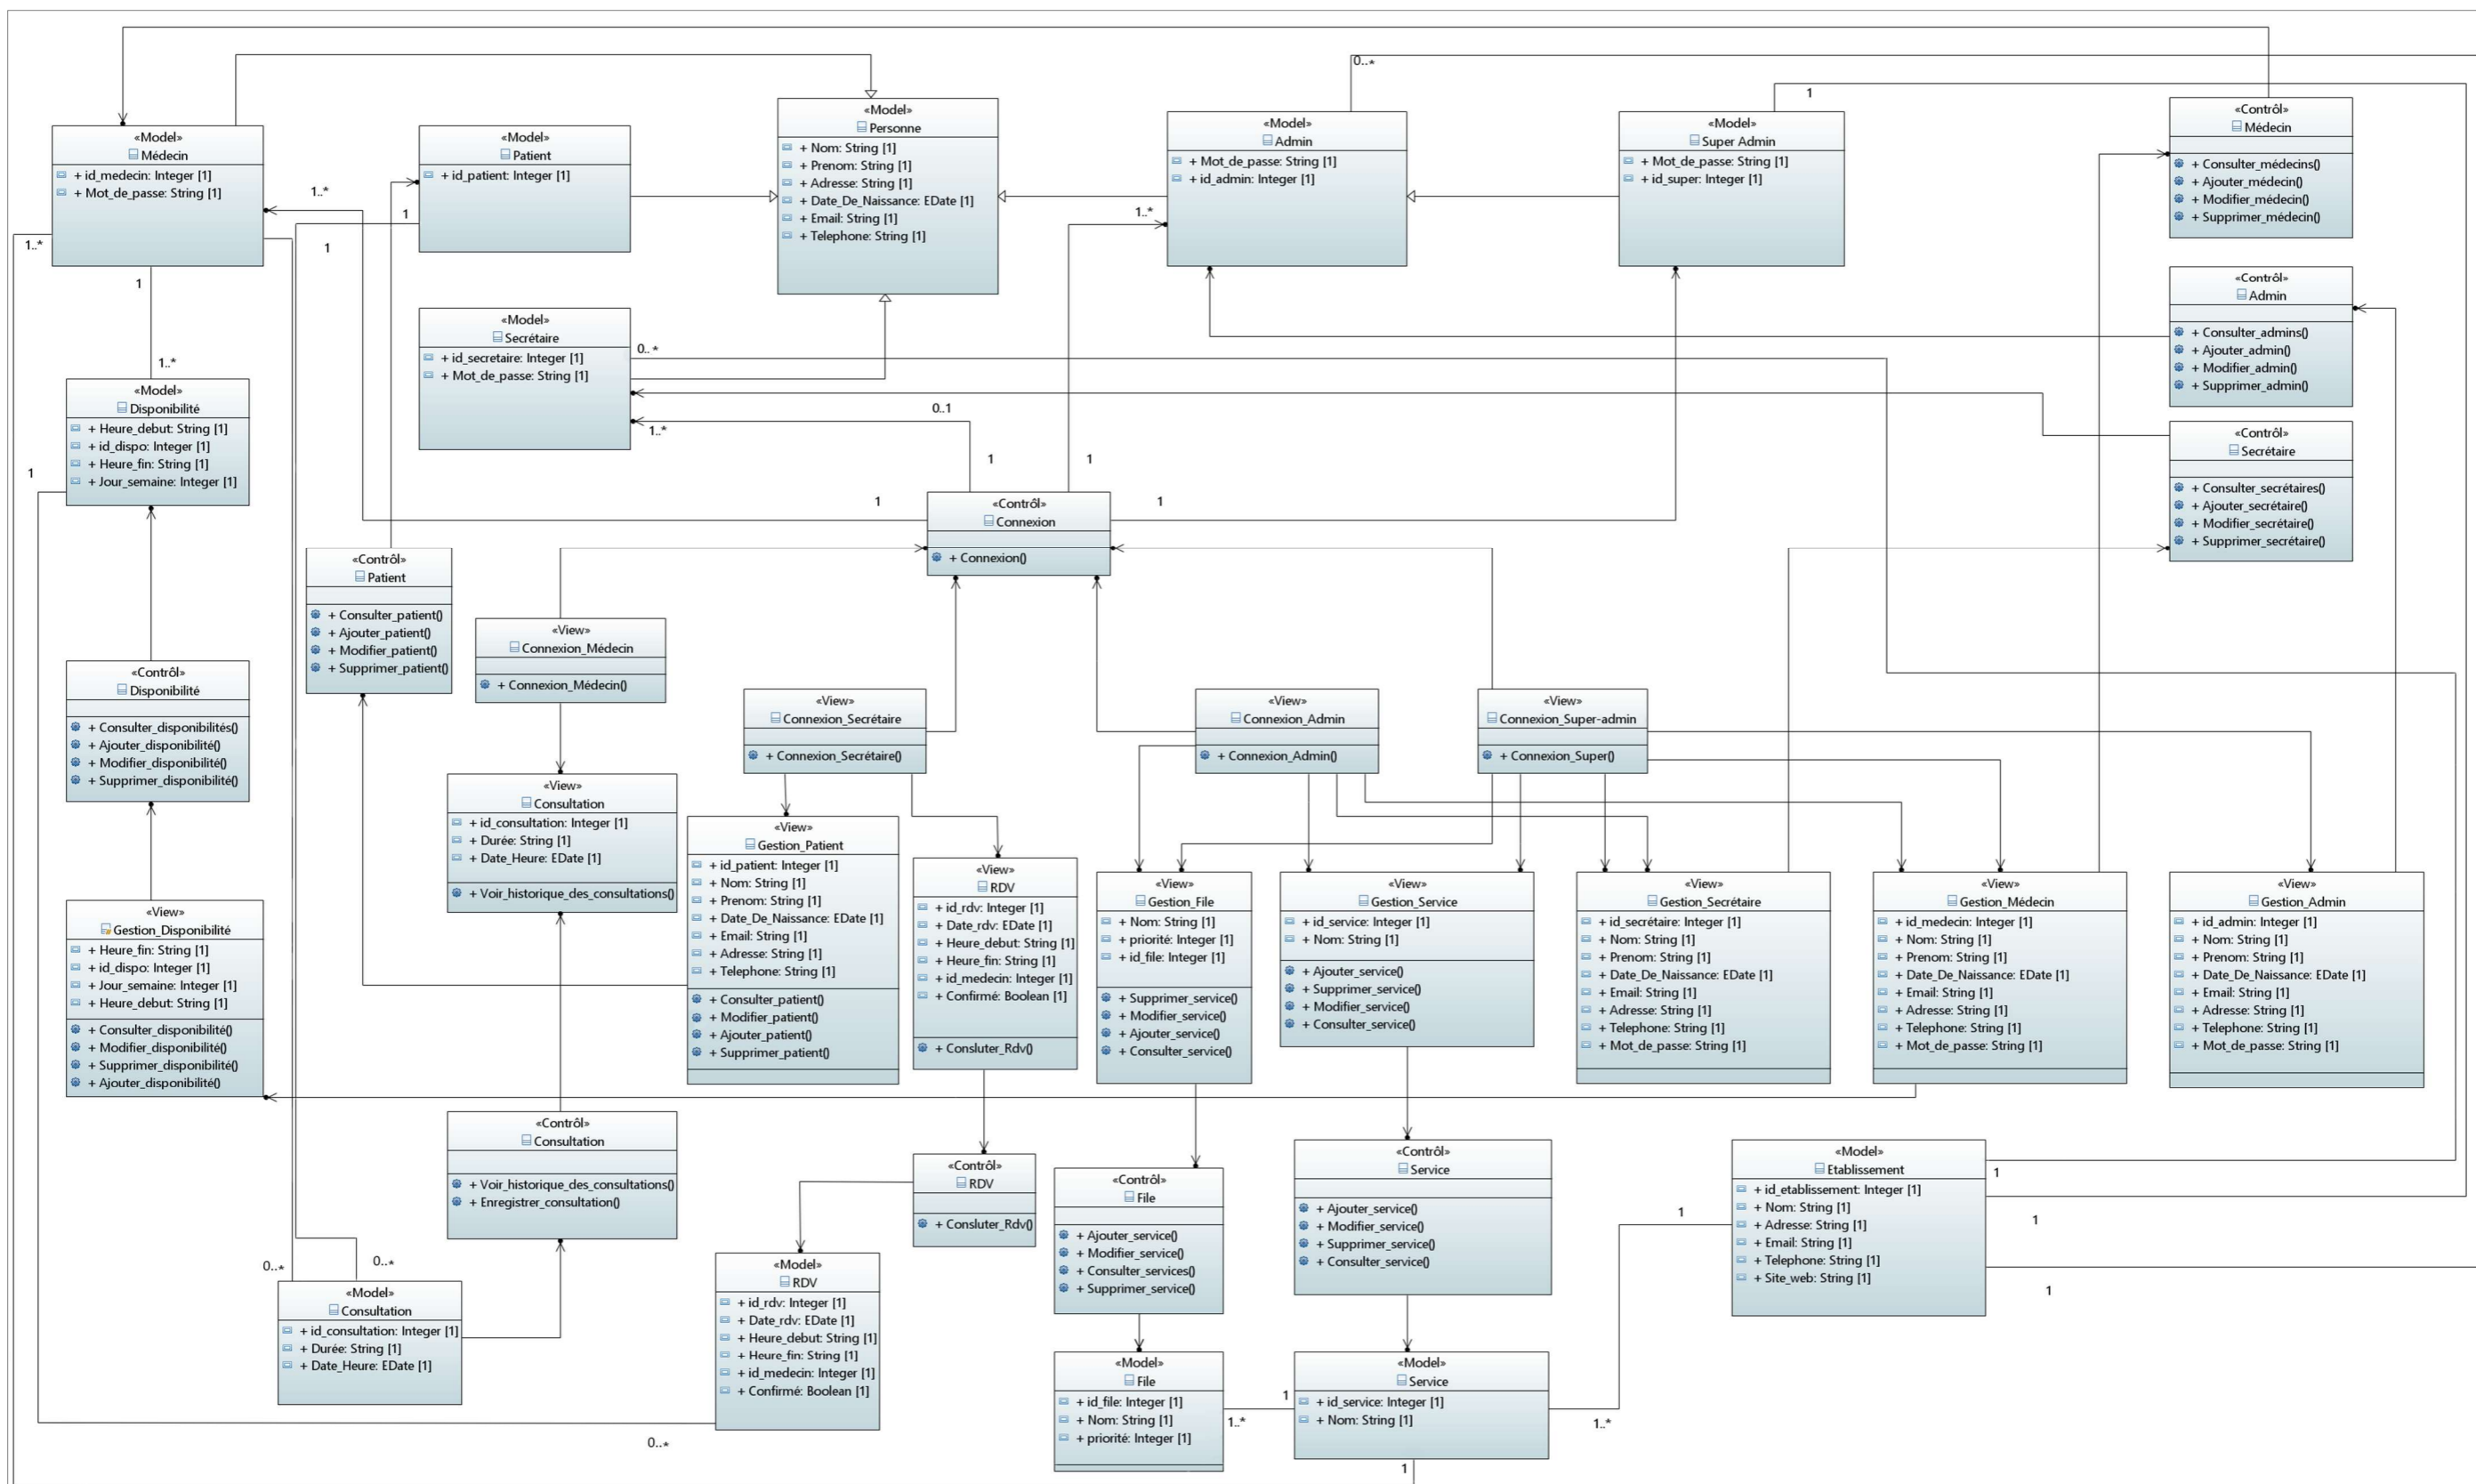 0..*
1
«Model»
Médecin
+ id_medecin: Integer [1]
+ Mot_de_passe: String [1]
«Model»
Patient
+ id_patient: Integer [1]
«Model»
Personne
+ Nom: String [1]
+ Prenom: String [1]
+ Adresse: String [1]
+ Date_De_Naissance: EDate [1]
+ Email: String [1]
+ Telephone: String [1]
«Model»
Admin
+ Mot_de_passe: String [1]
+ id_admin: Integer [1]
«Model»
Super Admin
+ Mot_de_passe: String [1]
+ id_super: Integer [1]
«Contrôl»
Médecin
+ Consulter_médecins()
+ Ajouter_médecin()
+ Modifier_médecin()
+ Supprimer_médecin()
1..*
1
1
1..*
1..*
1
1..*
«Model»
Secrétaire
+ id_secretaire: Integer [1]
+ Mot_de_passe: String [1]
0..*
0..1
1..*
«Contrôl»
Admin
+ Consulter_admins()
+ Ajouter_admin()
+ Modifier_admin()
+ Supprimer_admin()
«Model»
Disponibilité
+ Heure_debut: String [1]
+ id_dispo: Integer [1]
+ Heure_fin: String [1]
+ Jour_semaine: Integer [1]
1
«Contrôl»
Secrétaire
+ Consulter_secrétaires()
+ Ajouter_secrétaire()
+ Modifier_secrétaire()
+ Supprimer_secrétaire()
1
1
1
1
«Contrôl»
Connexion
+ Connexion()
«Contrôl»
Patient
+ Consulter_patient()
+ Ajouter_patient()
+ Modifier_patient()
+ Supprimer_patient()
«View»
Connexion_Médecin
+ Connexion_Médecin()
«Contrôl»
Disponibilité
+ Consulter_disponibilités()
+ Ajouter_disponibilité()
+ Modifier_disponibilité()
+ Supprimer_disponibilité()
«View»
Connexion_Secrétaire
+ Connexion_Secrétaire()
«View»
Connexion_Admin
+ Connexion_Admin()
«View»
Connexion_Super-admin
+ Connexion_Super()
«View»
Consultation
+ id_consultation: Integer [1]
+ Durée: String [1]
+ Date_Heure: EDate [1]
+ Voir_historique_des_consultations()
«View»
Gestion_Patient
+ id_patient: Integer [1]
+ Nom: String [1]
+ Prenom: String [1]
+ Date_De_Naissance: EDate [1]
+ Email: String [1]
+ Adresse: String [1]
+ Telephone: String [1]
+ Consulter_patient()
+ Modifier_patient()
+ Ajouter_patient()
+ Supprimer_patient()
«View»
RDV
+ id_rdv: Integer [1]
+ Date_rdv: EDate [1]
+ Heure_debut: String [1]
+ Heure_fin: String [1]
+ id_medecin: Integer [1]
+ Confirmé: Boolean [1]
+ Consluter_Rdv()
«View»
Gestion_File
+ Nom: String [1]
+ priorité: Integer [1]
+ id_file: Integer [1]
+ Supprimer_service()
+ Modifier_service()
+ Ajouter_service()
+ Consulter_service()
«View»
Gestion_Service
+ id_service: Integer [1]
+ Nom: String [1]
+ Ajouter_service()
+ Supprimer_service()
+ Modifier_service()
+ Consulter_service()
«View»
Gestion_Secrétaire
+ id_secrétaire: Integer [1]
+ Nom: String [1]
+ Prenom: String [1]
+ Date_De_Naissance: EDate [1]
+ Email: String [1]
+ Adresse: String [1]
+ Telephone: String [1]
+ Mot_de_passe: String [1]
«View»
Gestion_Médecin
+ id_medecin: Integer [1]
+ Nom: String [1]
+ Prenom: String [1]
+ Date_De_Naissance: EDate [1]
+ Email: String [1]
+ Adresse: String [1]
+ Telephone: String [1]
+ Mot_de_passe: String [1]
«View»
Gestion_Admin
+ id_admin: Integer [1]
+ Nom: String [1]
+ Prenom: String [1]
+ Date_De_Naissance: EDate [1]
+ Email: String [1]
+ Adresse: String [1]
+ Telephone: String [1]
+ Mot_de_passe: String [1]
«View»
Gestion_Disponibilité
+ Heure_fin: String [1]
+ id_dispo: Integer [1]
+ Jour_semaine: Integer [1]
+ Heure_debut: String [1]
+ Consulter_disponibilité()
+ Modifier_disponibilité()
+ Supprimer_disponibilité()
+ Ajouter_disponibilité()
«Contrôl»
Consultation
+ Voir_historique_des_consultations()
+ Enregistrer_consultation()
«Contrôl»
RDV
+ Consluter_Rdv()
«Contrôl»
File
+ Ajouter_service()
+ Modifier_service()
+ Consulter_services()
+ Supprimer_service()
«Contrôl»
Service
+ Ajouter_service()
+ Modifier_service()
+ Supprimer_service()
+ Consulter_service()
«Model»
Etablissement
+ id_etablissement: Integer [1]
+ Nom: String [1]
+ Adresse: String [1]
+ Email: String [1]
+ Telephone: String [1]
+ Site_web: String [1]
1
1
1
1
0..*
0..*
«Model»
Consultation
+ id_consultation: Integer [1]
+ Durée: String [1]
+ Date_Heure: EDate [1]
«Model»
RDV
+ id_rdv: Integer [1]
+ Date_rdv: EDate [1]
+ Heure_debut: String [1]
+ Heure_fin: String [1]
+ id_medecin: Integer [1]
+ Confirmé: Boolean [1]
0..*
«Model»
File
+ id_file: Integer [1]
+ Nom: String [1]
+ priorité: Integer [1]
1
1..*
«Model»
Service
+ id_service: Integer [1]
+ Nom: String [1]
1..*
1